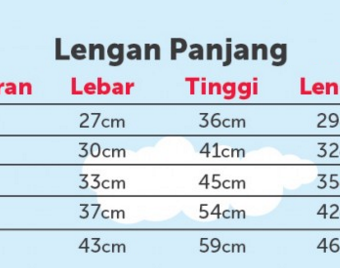 Lengan Panjang
ran Lebar Tinggi Len
27cm 36cm 29
30cm 41cm 32
33cm 45cm 35
37cm 54cm 42
43cm 59cm 46